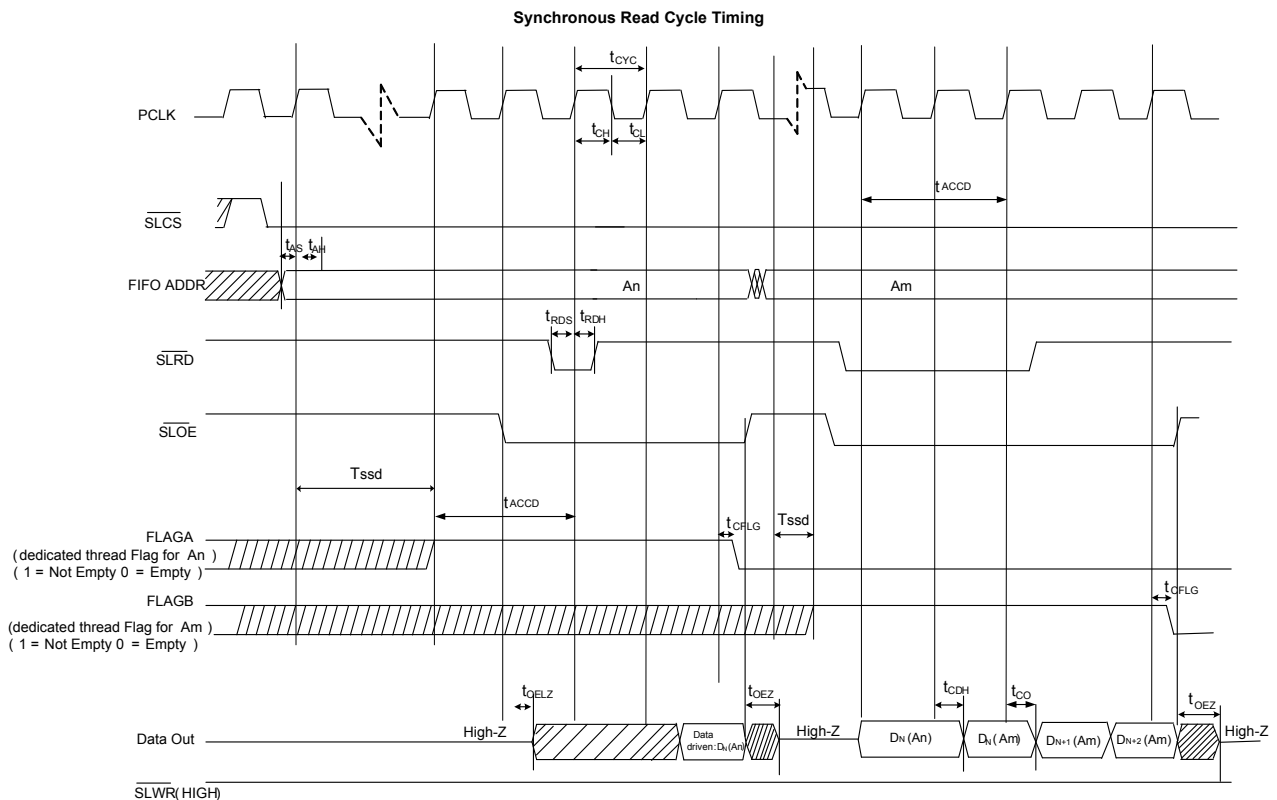 Synchronous Read Cycle Timing
tCYC
PCLK
tCH
tCL
tACCD
SLCS
tAS
tAH
FIFO ADDR
An
Am
tRDS
tRDH
SLRD
SLOE
Tssd
tACCD
tCFLG
Tssd
FLAGA
(dedicated thread Flag for An)
(1 = Not Empty 0 = Empty)
FLAGB
tCFLG
(dedicated thread Flag for Am)
(1 = Not Empty 0 = Empty)
tOELZ
tOEZ
tCDH
tCO
tOEZ
Data Out
High-Z
Data
driven:DN(An)
High-Z
DN(An)
DN(Am)
DN+1(Am)
DN+2(Am)
High-Z
SLWR(HIGH)